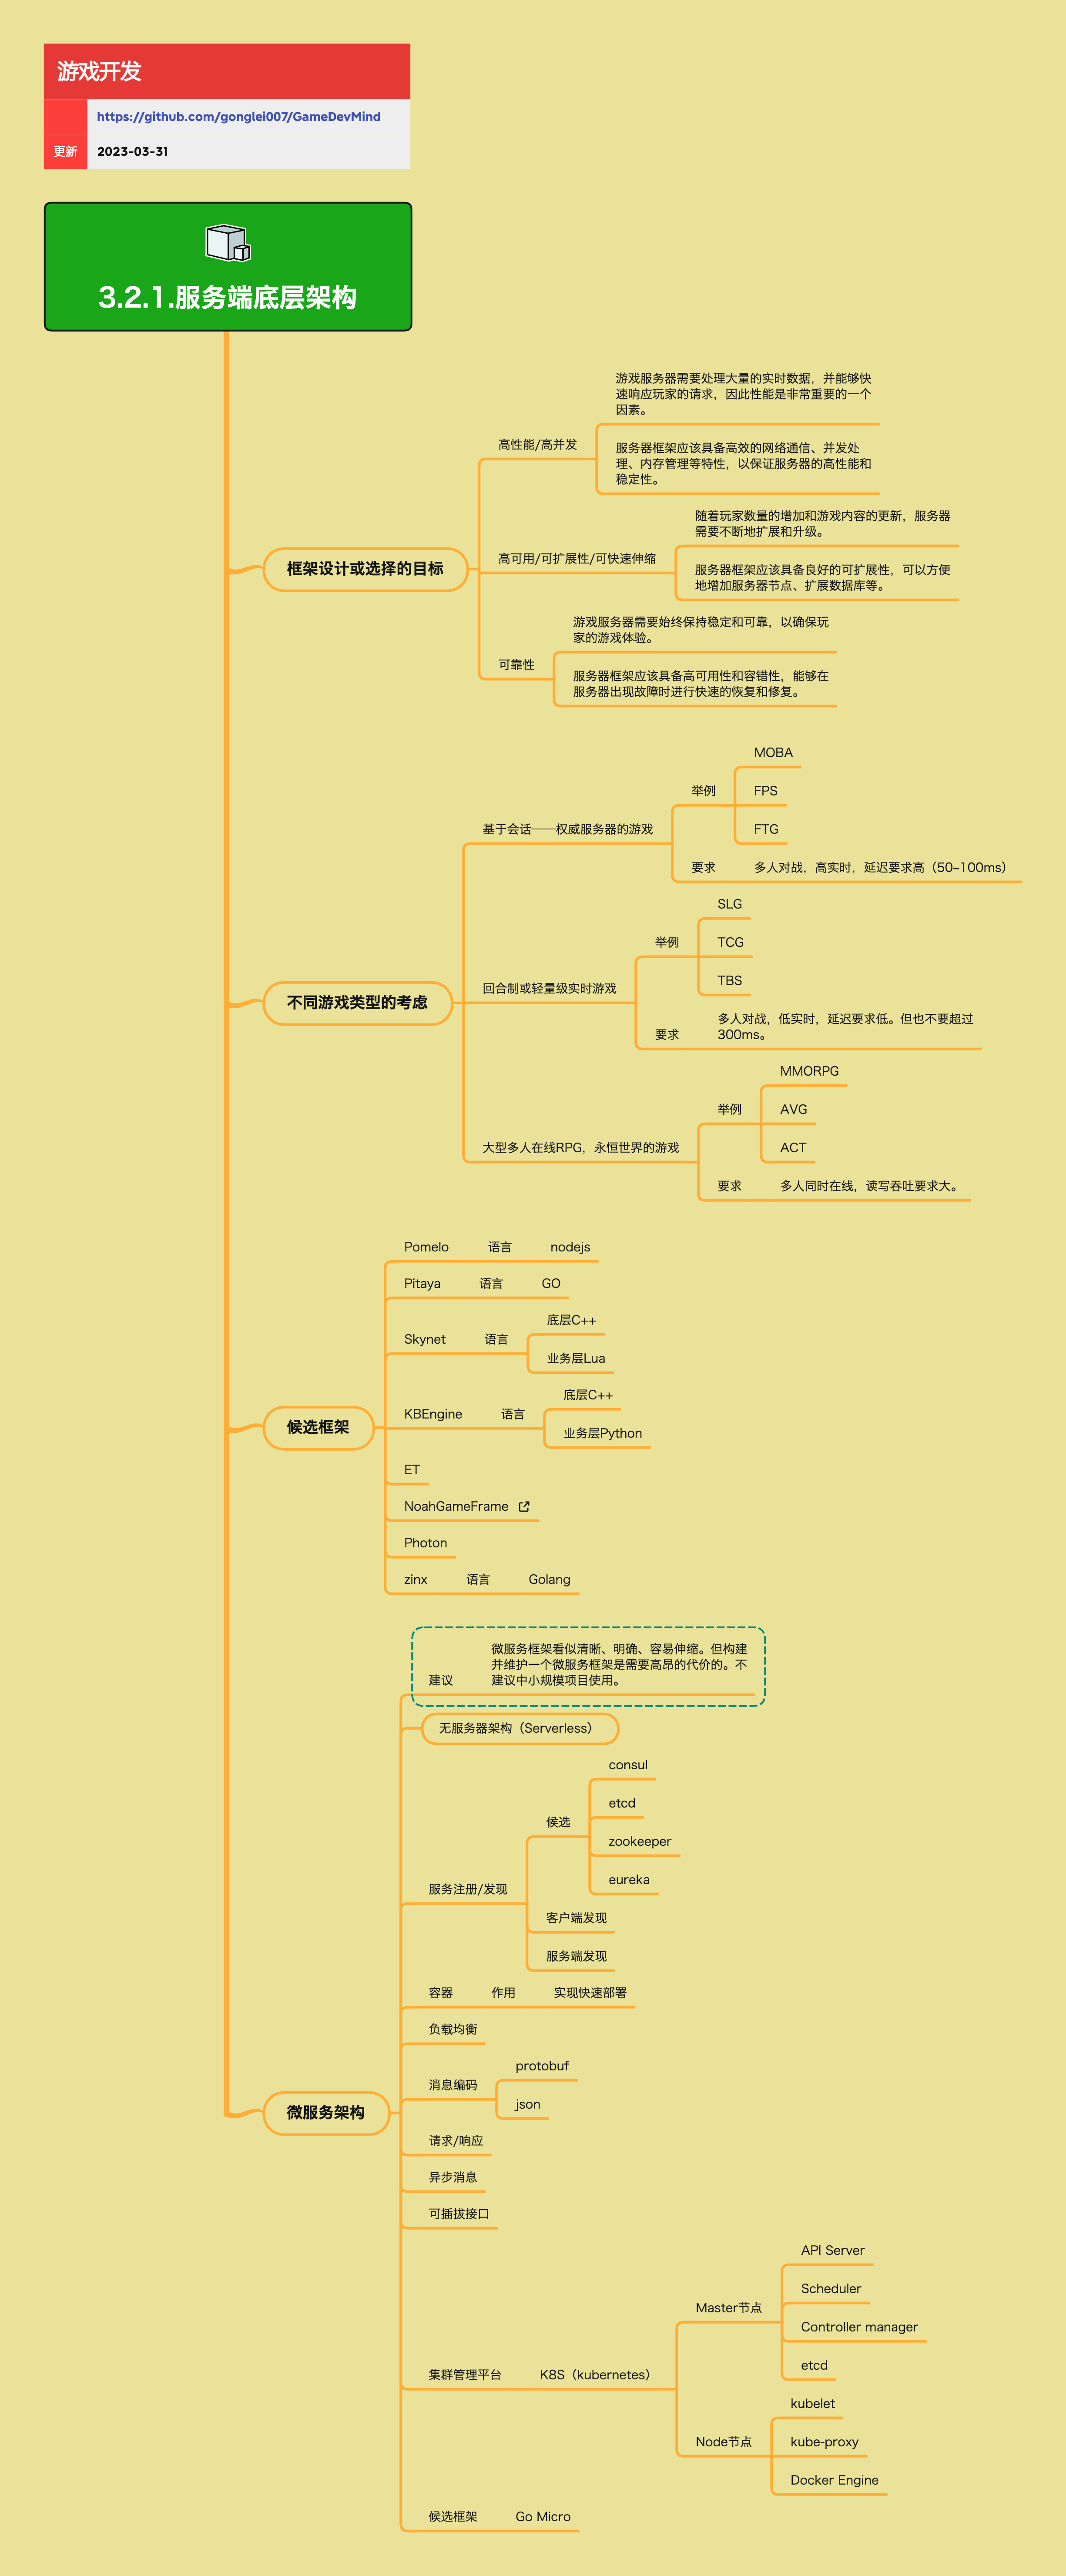 游戏开发
https://github.com/gonglei007/GameDevMind
更新 2023-03-31
3.2.1.服务端底层架构
框架设计或选择的目标
高性能/高并发
游戏服务器需要处理大量的实时数据，并能够快
速响应玩家的请求，因此性能是非常重要的一个
因素。
服务器框架应该具备高效的网络通信、并发处
理、内存管理等特性，以保证服务器的高性能和
稳定性。
高可用/可扩展性/可快速伸缩
随着玩家数量的增加和游戏内容的更新，服务器
需要不断地扩展和升级。
服务器框架应该具备良好的可扩展性，可以方便
地增加服务器节点、扩展数据库等。
可靠性
游戏服务器需要始终保持稳定和可靠，以确保玩
家的游戏体验。
服务器框架应该具备高可用性和容错性，能够在
服务器出现故障时进行快速的恢复和修复。
不同游戏类型的考虑
基于会话——权威服务器的游戏
举例
MOBA
FPS
FTG
要求
多人对战，高实时，延迟要求高（50~100ms）
回合制或轻量级实时游戏
举例
SLG
TCG
TBS
要求
多人对战，低实时，延迟要求低。但也不要超过
300ms。
大型多人在线RPG，永恒世界的游戏
举例
MMORPG
AVG
ACT
要求
多人同时在线，读写吞吐要求大。
候选框架
Pomelo 语言 nodejs
Pitaya 语言 GO
Skynet 语言
底层C++
业务层Lua
KBEngine 语言
底层C++
业务层Python
ET
NoahGameFrame
Photon
zinx 语言 Golang
微服务架构
建议
微服务框架看似清晰、明确、容易伸缩。但构建
并维护一个微服务框架是需要高昂的代价的。不
建议中小规模项目使用。
无服务器架构（Serverless）
服务注册/发现
候选
consul
etcd
zookeeper
eureka
客户端发现
服务端发现
容器 作用 实现快速部署
负载均衡
消息编码
protobuf
json
请求/响应
异步消息
可插拔接口
集群管理平台 K8S（kubernetes）
Master节点
API Server
Scheduler
Controller manager
etcd
Node节点
kubelet
kube-proxy
Docker Engine
候选框架 Go Micro